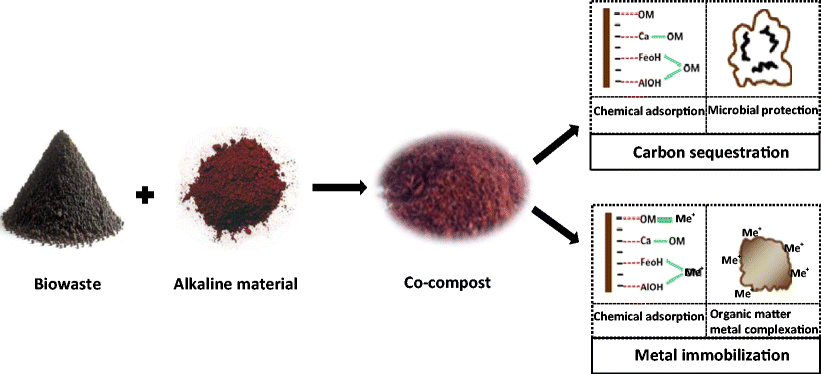 Biowaste
+
Alkaline material
Co-compost
OM
Ca OM
FeoH
OM
AlOH
Chemical adsorption
Microbial protection
Carbon sequestration
OM Me⁺
Ca OM
FeoH
Me⁺
AlOH
Chemical adsorption
Me⁺
Me⁺
Me⁺
Me⁺
Me
Organic matter
metal complexation
Metal immobilization